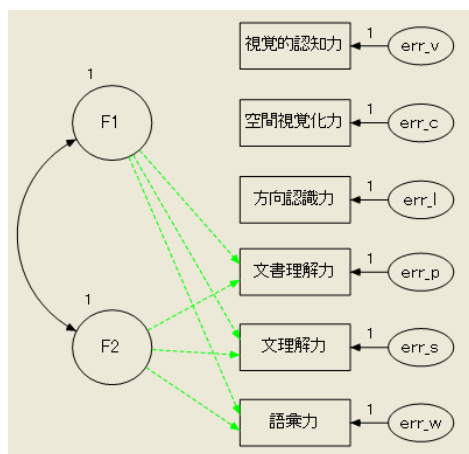 視覚的認知力
1
err_v
1
F1
空間視覚化力
1
err_c
方向認識力
1
err_l
文書理解力
1
err_p
1
F2
文理解力
1
err_s
語彙力
1
err_w